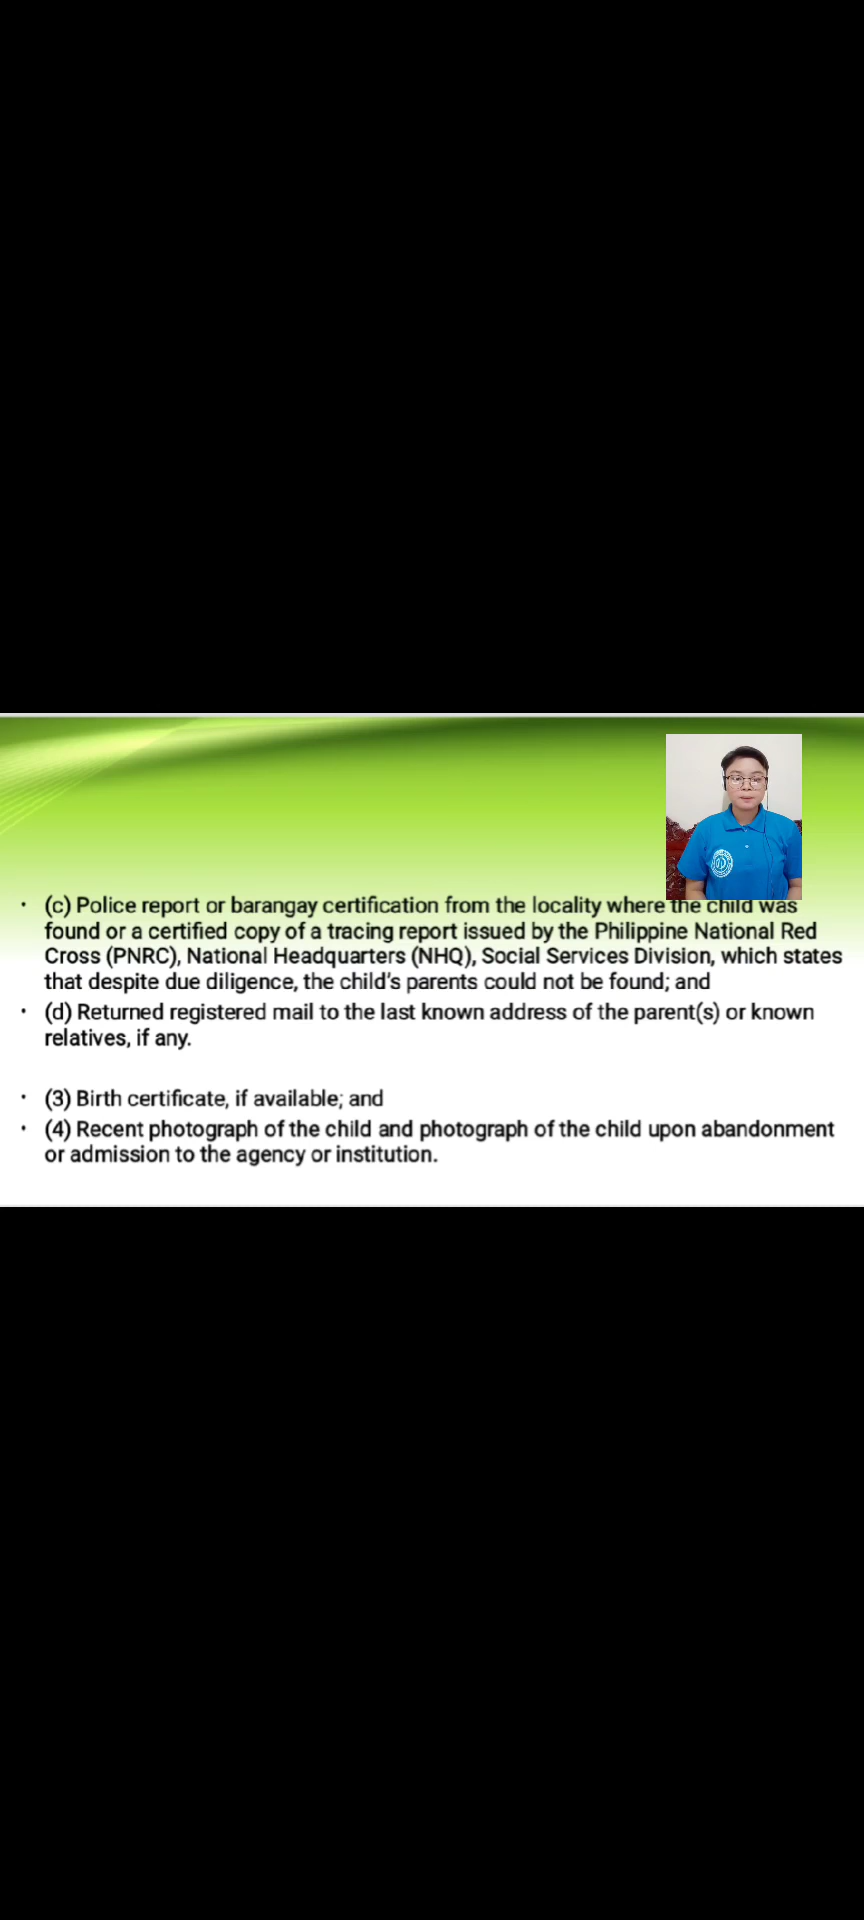 • (c) Police report or barangay certification from the locality where the child was
found or a certified copy of a tracing report issued by the Philippine National Red
Cross (PNRC), National Headquarters (NHQ), Social Services Division, which states
that despite due diligence, the child's parents could not be found; and
• (d) Returned registered mail to the last known address of the parent(s) or known
relatives, if any.
• (3) Birth certificate, if available; and
• (4) Recent photograph of the child and photograph of the child upon abandonment
or admission to the agency or institution.